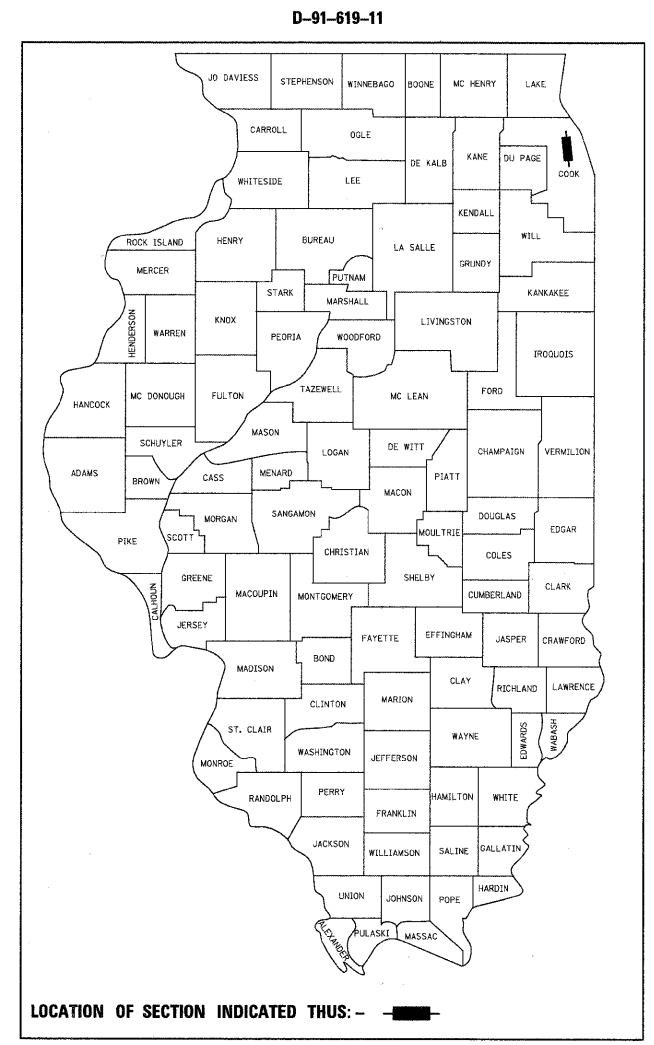 D-91-619-11
JO DAVIESS
STEPHENSON
WINNEBAGO
BOONE
MC HENRY
LAKE
CARROLL
OGLE
DE KALB
KANE
DU PAGE
COOK
WHITESIDE
LEE
KENDALL
ROCK ISLAND
HENRY
BUREAU
LA SALLE
WILL
MERCER
PUTNAM
GRUNDY
STARK
MARSHALL
KANKAKEE
HENDERSON
WARREN
KNOX
PEORIA
WOODFORD
LIVINGSTON
IROQUOIS
HANCOCK
MC DONOUGH
FULTON
TAZEWELL
MC LEAN
FORD
SCHUYLER
MASON
LOGAN
DE WITT
CHAMPAIGN
VERMILION
ADAMS
BROWN
CASS
MENARD
MACON
PIATT
PIKE
SCOTT
MORGAN
SANGAMON
MOULTRIE
DOUGLAS
EDGAR
CHRISTIAN
COLES
CALHOUN
GREENE
MACOUPIN
MONTGOMERY
SHELBY
CUMBERLAND
CLARK
JERSEY
FAYETTE
EFFINGHAM
JASPER
CRAWFORD
MADISON
BOND
CLAY
RICHLAND
LAWRENCE
CLINTON
MARION
ST. CLAIR
WAYNE
EDWARDS
WABASH
MONROE
WASHINGTON
JEFFERSON
RANDOLPH
PERRY
HAMILTON
WHITE
FRANKLIN
JACKSON
WILLIAMSON
SALINE
GALLATIN
UNION
JOHNSON
POPE
HARDIN
ALEXANDER
PULASKI
MASSAC
LOCATION OF SECTION INDICATED THUS: -